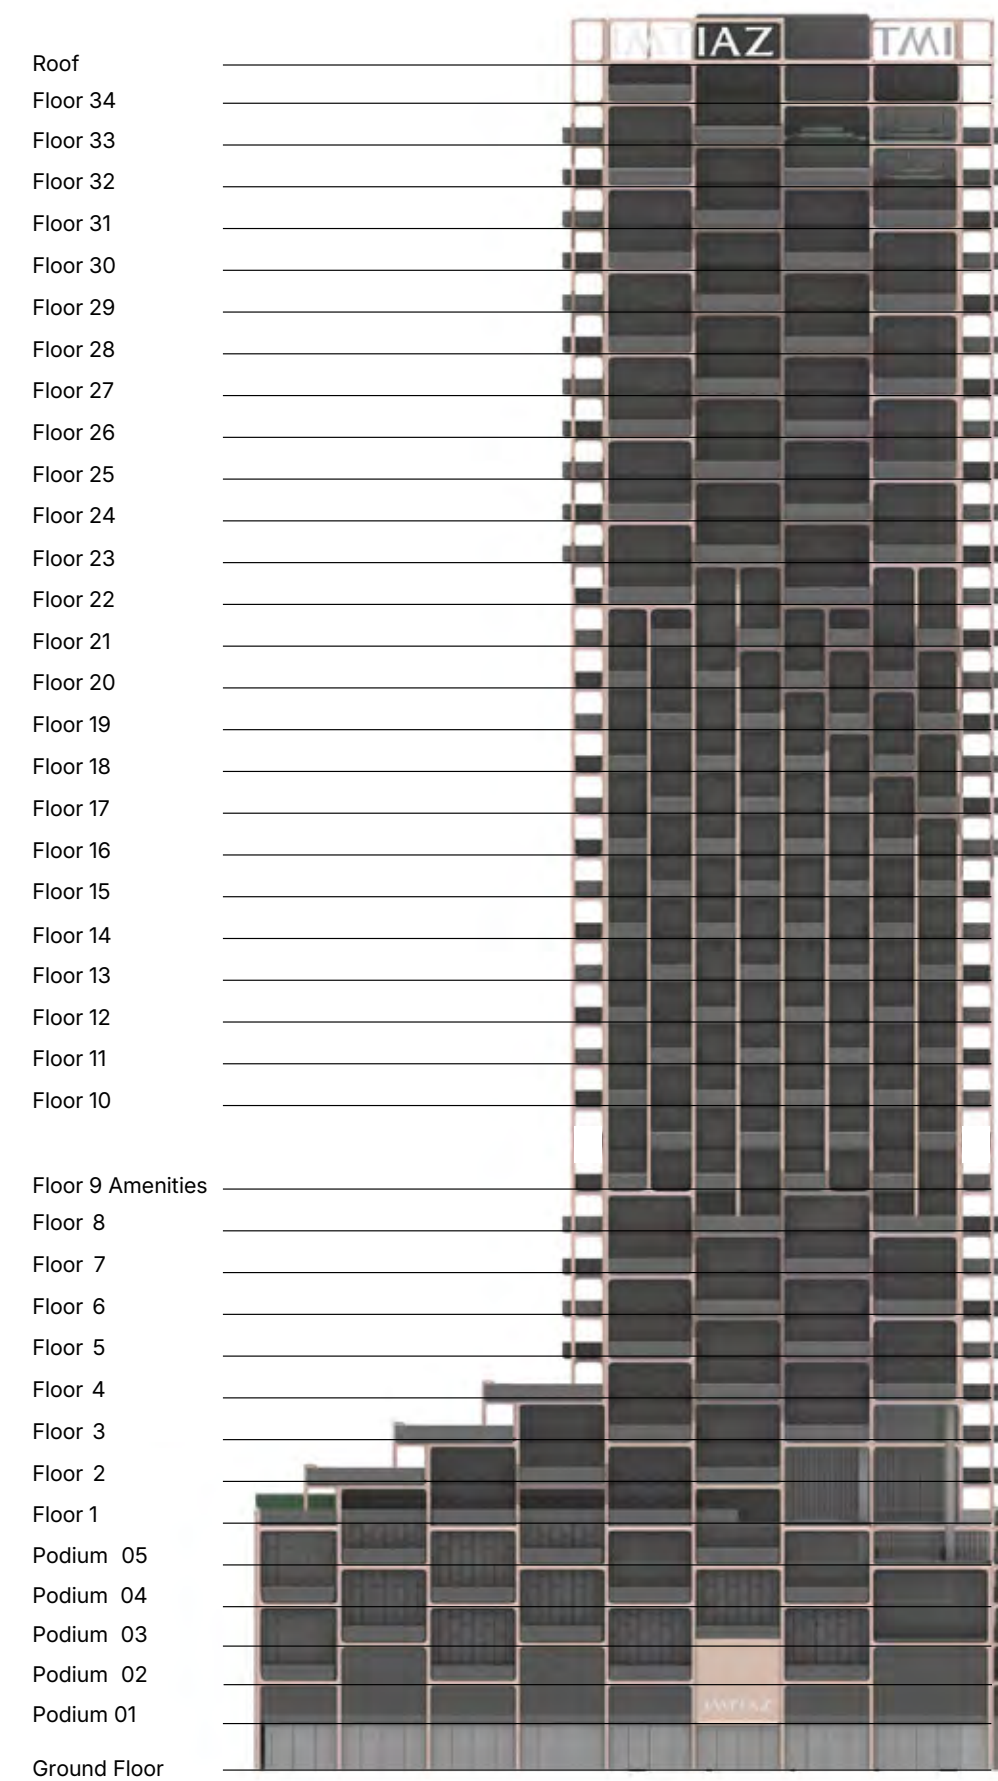 IMTIAZ
TMI
Roof
Floor 34
Floor 33
Floor 32
Floor 31
Floor 30
Floor 29
Floor 28
Floor 27
Floor 26
Floor 25
Floor 24
Floor 23
Floor 22
Floor 21
Floor 20
Floor 19
Floor 18
Floor 17
Floor 16
Floor 15
Floor 14
Floor 13
Floor 12
Floor 11
Floor 10
Floor 9 Amenities
Floor 8
Floor 7
Floor 6
Floor 5
Floor 4
Floor 3
Floor 2
Floor 1
Podium 05
Podium 04
Podium 03
Podium 02
Podium 01
IMTIAZ
Ground Floor